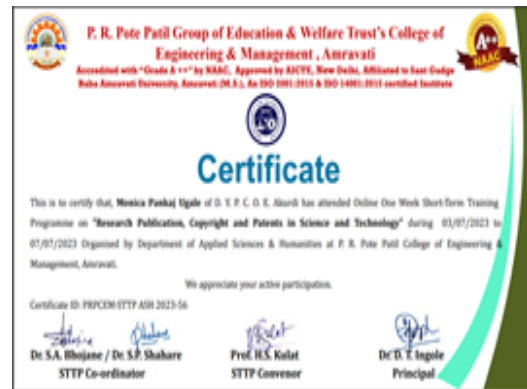 P. R. Pote Patil Group of Education & Welfare Trust's College of
Engineering & Management , Amravati
Accredited with "Grade A ++" by NAAC, Approved by AICTE, New Delhi, Affiliated to Sant Gadge
Baba Amravati University, Amravati (M.S.), An ISO 9001:2015 & ISO 14001:2015 certified Institute
A++
NAAC
Certificate
This is to certify that, Monica Pankaj Ugale of D. Y. P. C. O. E. Akurdi has attended Online One Week Short-Term Training
Programme on "Research Publication, Copyright and Patents in Science and Technology" during 03/07/2023 to
07/07/2023 Organised by Department of Applied Sciences & Humanities at P. R. Pote Patil College of Engineering &
Management, Amravati.
We appreciate your active participation.
Certificate ID: PRPCEM-STTP ASH 2023-56
Dr. S.A. Bhojane / Dr. S.P. Shahare
STTP Co-ordinator
Prof. H.S. Kulat
STTP Convenor
Dr. D. T. Ingole
Principal